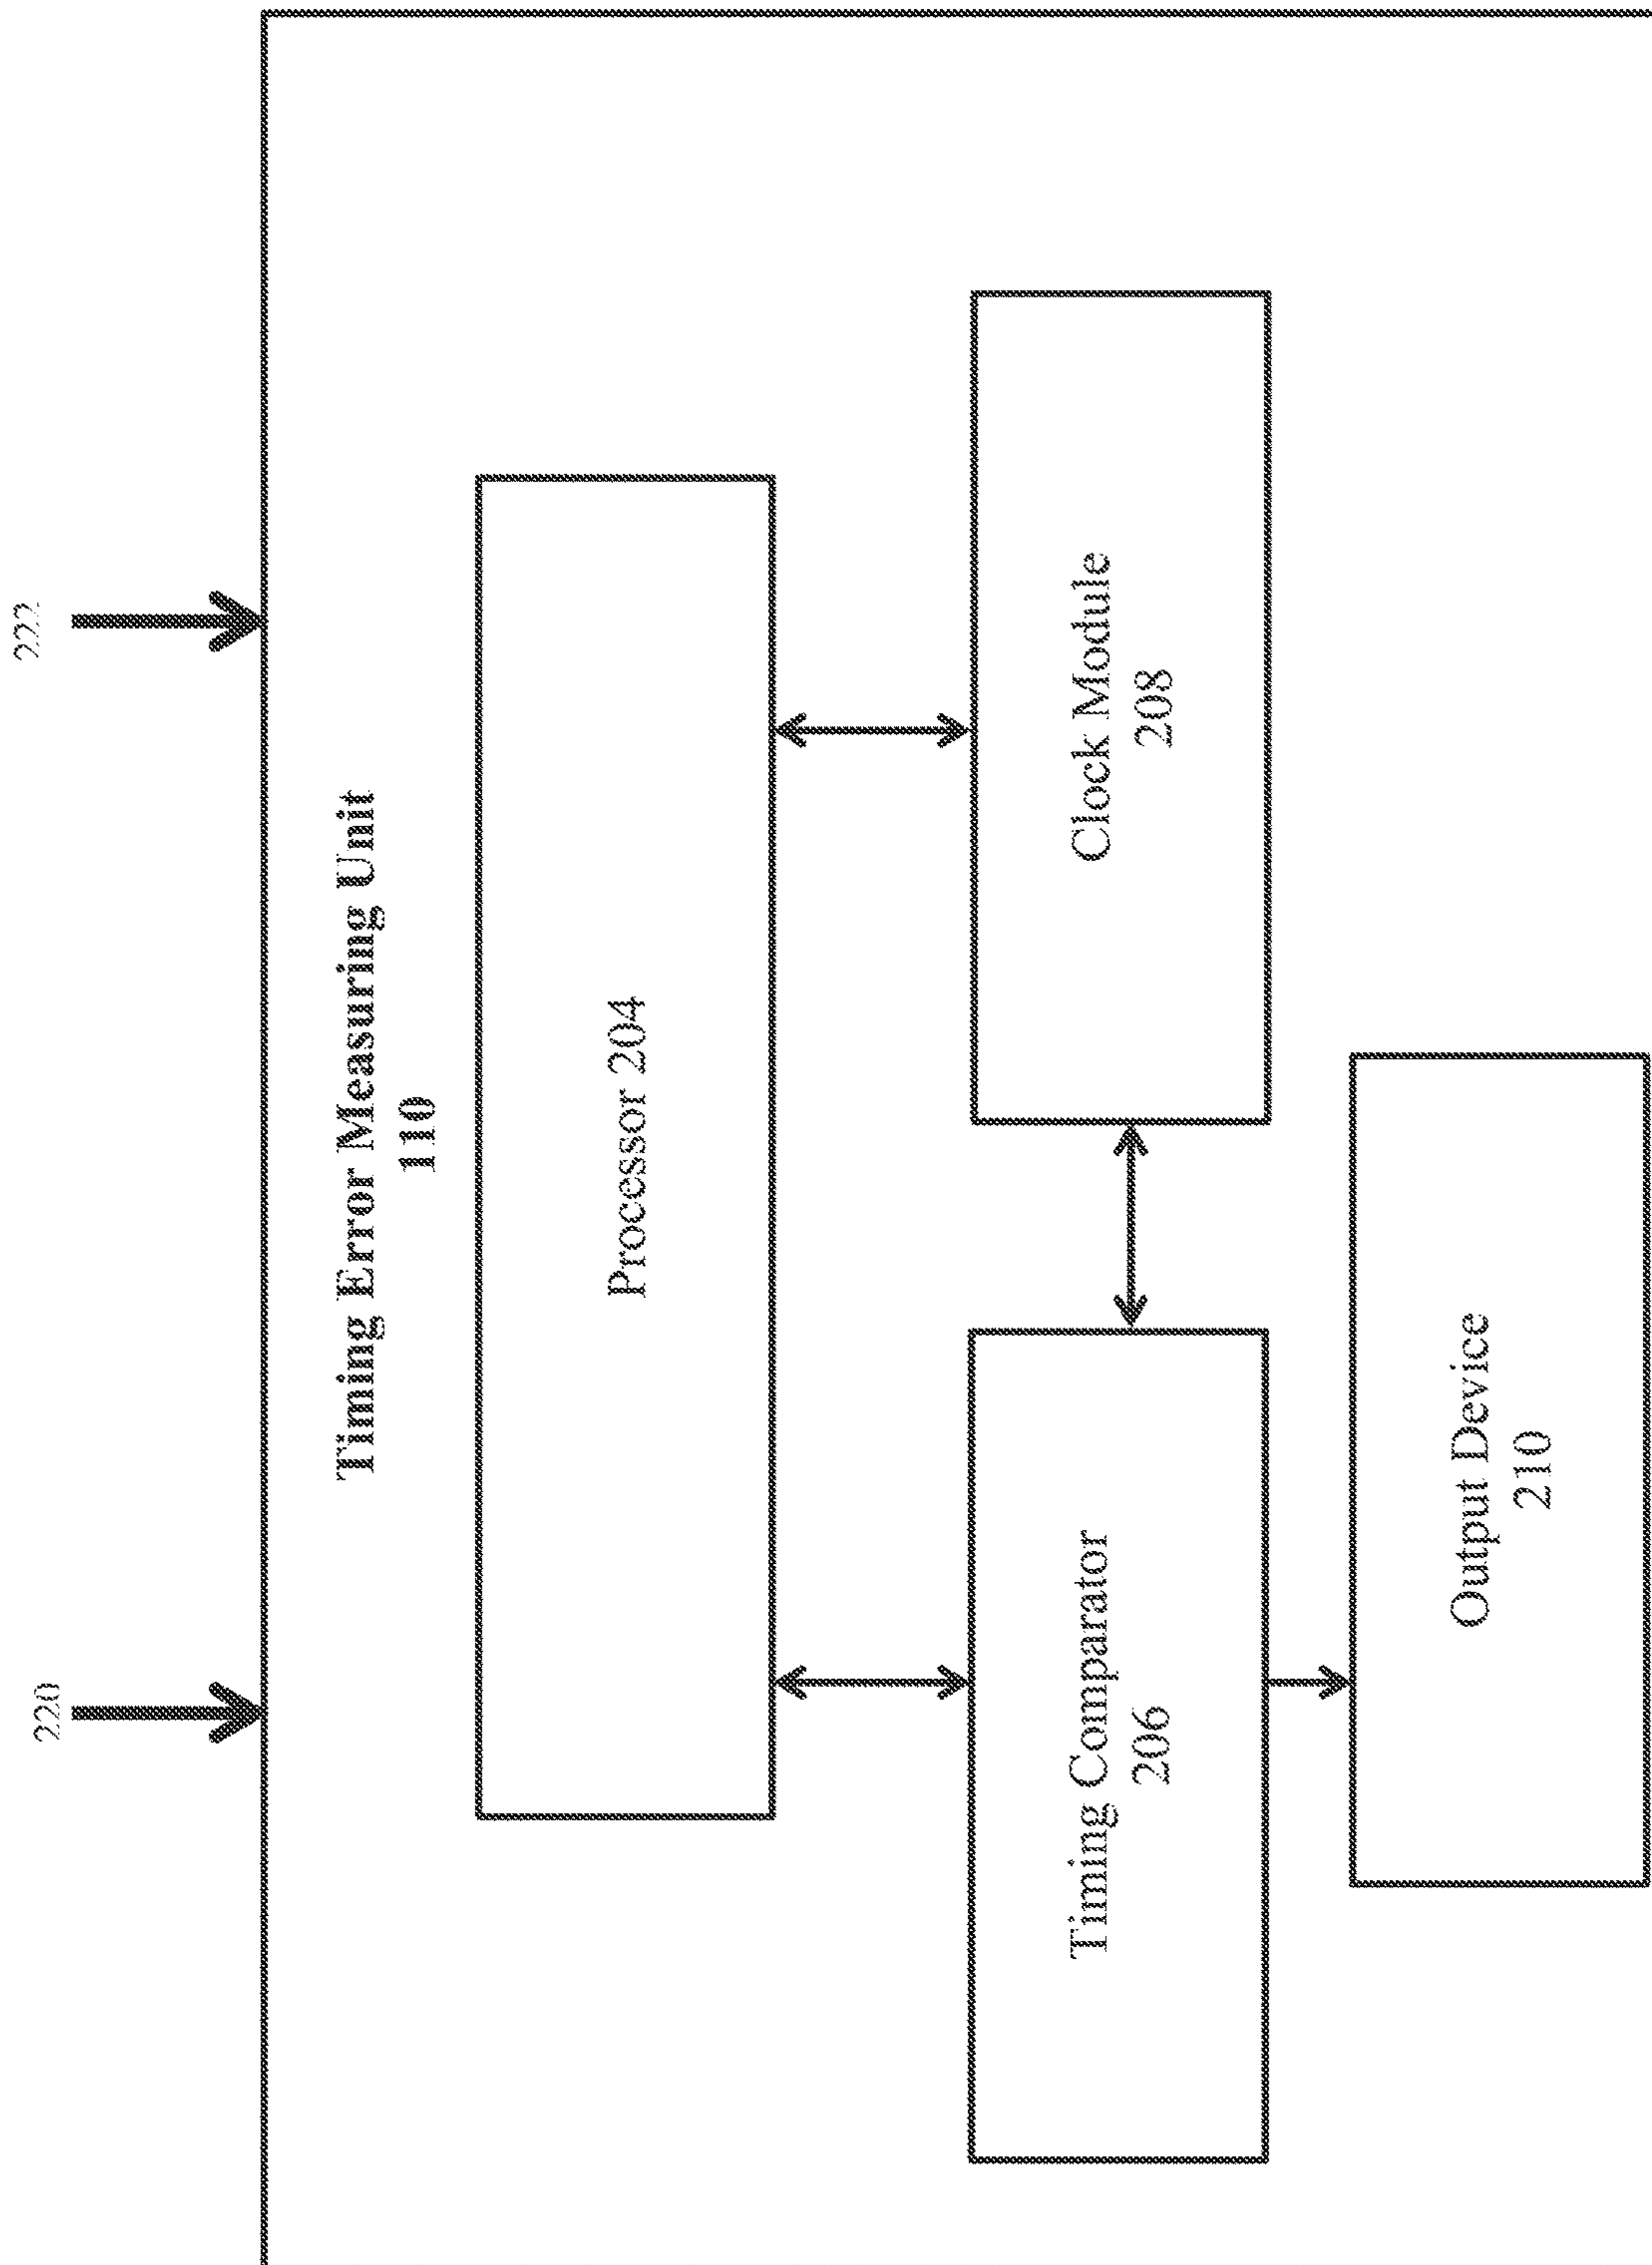 220
222
Timing Error Measuring Unit
110
Processor 204
Timing Comparator
206
Clock Module
208
Output Device
210